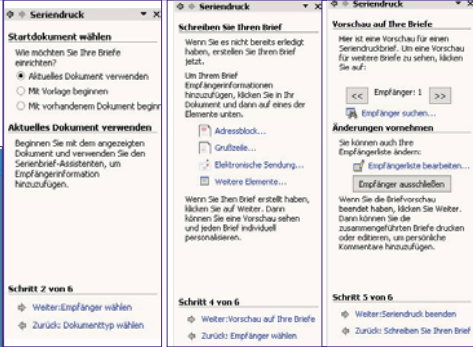 Seriendruck
Startdokument wählen
Wie möchten Sie Ihre Briefe
einrichten?
Aktuelles Dokument verwenden
Mit Vorlage beginnen
Mit vorhandenem Dokument beginn
Aktuelles Dokument verwenden
Beginnen Sie mit dem angezeigten
Dokument und verwenden Sie den
Serienbrief-Assistenten, um
Empfängerinformation
hinzuzufügen.
Schritt 2 von 6
Weiter:Empfänger wählen
Zurück: Dokumenttyp wählen
Seriendruck
Schreiben Sie Ihren Brief
Wenn Sie es nicht bereits erledigt
haben, erstellen Sie Ihren Brief
jetzt.
Um Ihrem Brief
Empfängerinformationen
hinzuzufügen, klicken Sie in Ihr
Dokument und dann auf eines der
Elemente unten.
Adressblock...
Grußzeile...
Elektronische Sendung...
Weitere Elemente...
Wenn Sie Ihen Brief erstellt haben,
klicken Sie auf Weiter. Dann
können Sie eine Vorschau sehen
und jeden Brief individuell
personalisieren.
Schritt 4 von 6
Weiter:Vorschau auf Ihre Briefe
Zurück: Empfänger wählen
Seriendruck
Vorschau auf Ihre Briefe
Hier ist eine Vorschau für einen
Seriendruckbrief. Um eine Vorschau
für weitere Briefe zu sehen, klicken
Sie auf:
<< Empfänger: 1 >>
Empfänger suchen...
Änderungen vornehmen
Sie können auch Ihre
Empfängerliste ändern:
Empfängerliste bearbeiten...
Empfänger ausschließen
Wenn Sie die Briefvorschau
beendet haben, klicken Sie Weiter.
Dann können Sie die
zusammengeführten Briefe drucken
oder editieren, um persönliche
Kommentare hinzuzufügen.
Schritt 5 von 6
Weiter:Seriendruck beenden
Zurück: Schreiben Sie Ihren Brief